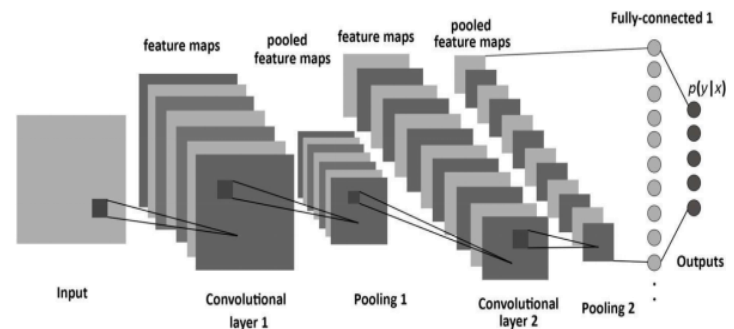 Fully-connected 1
feature maps
pooled
feature maps
feature maps
pooled
feature maps
p(y|x)
Input
Convolutional
layer 1
Pooling 1
Convolutional
layer 2
Pooling 2
Outputs